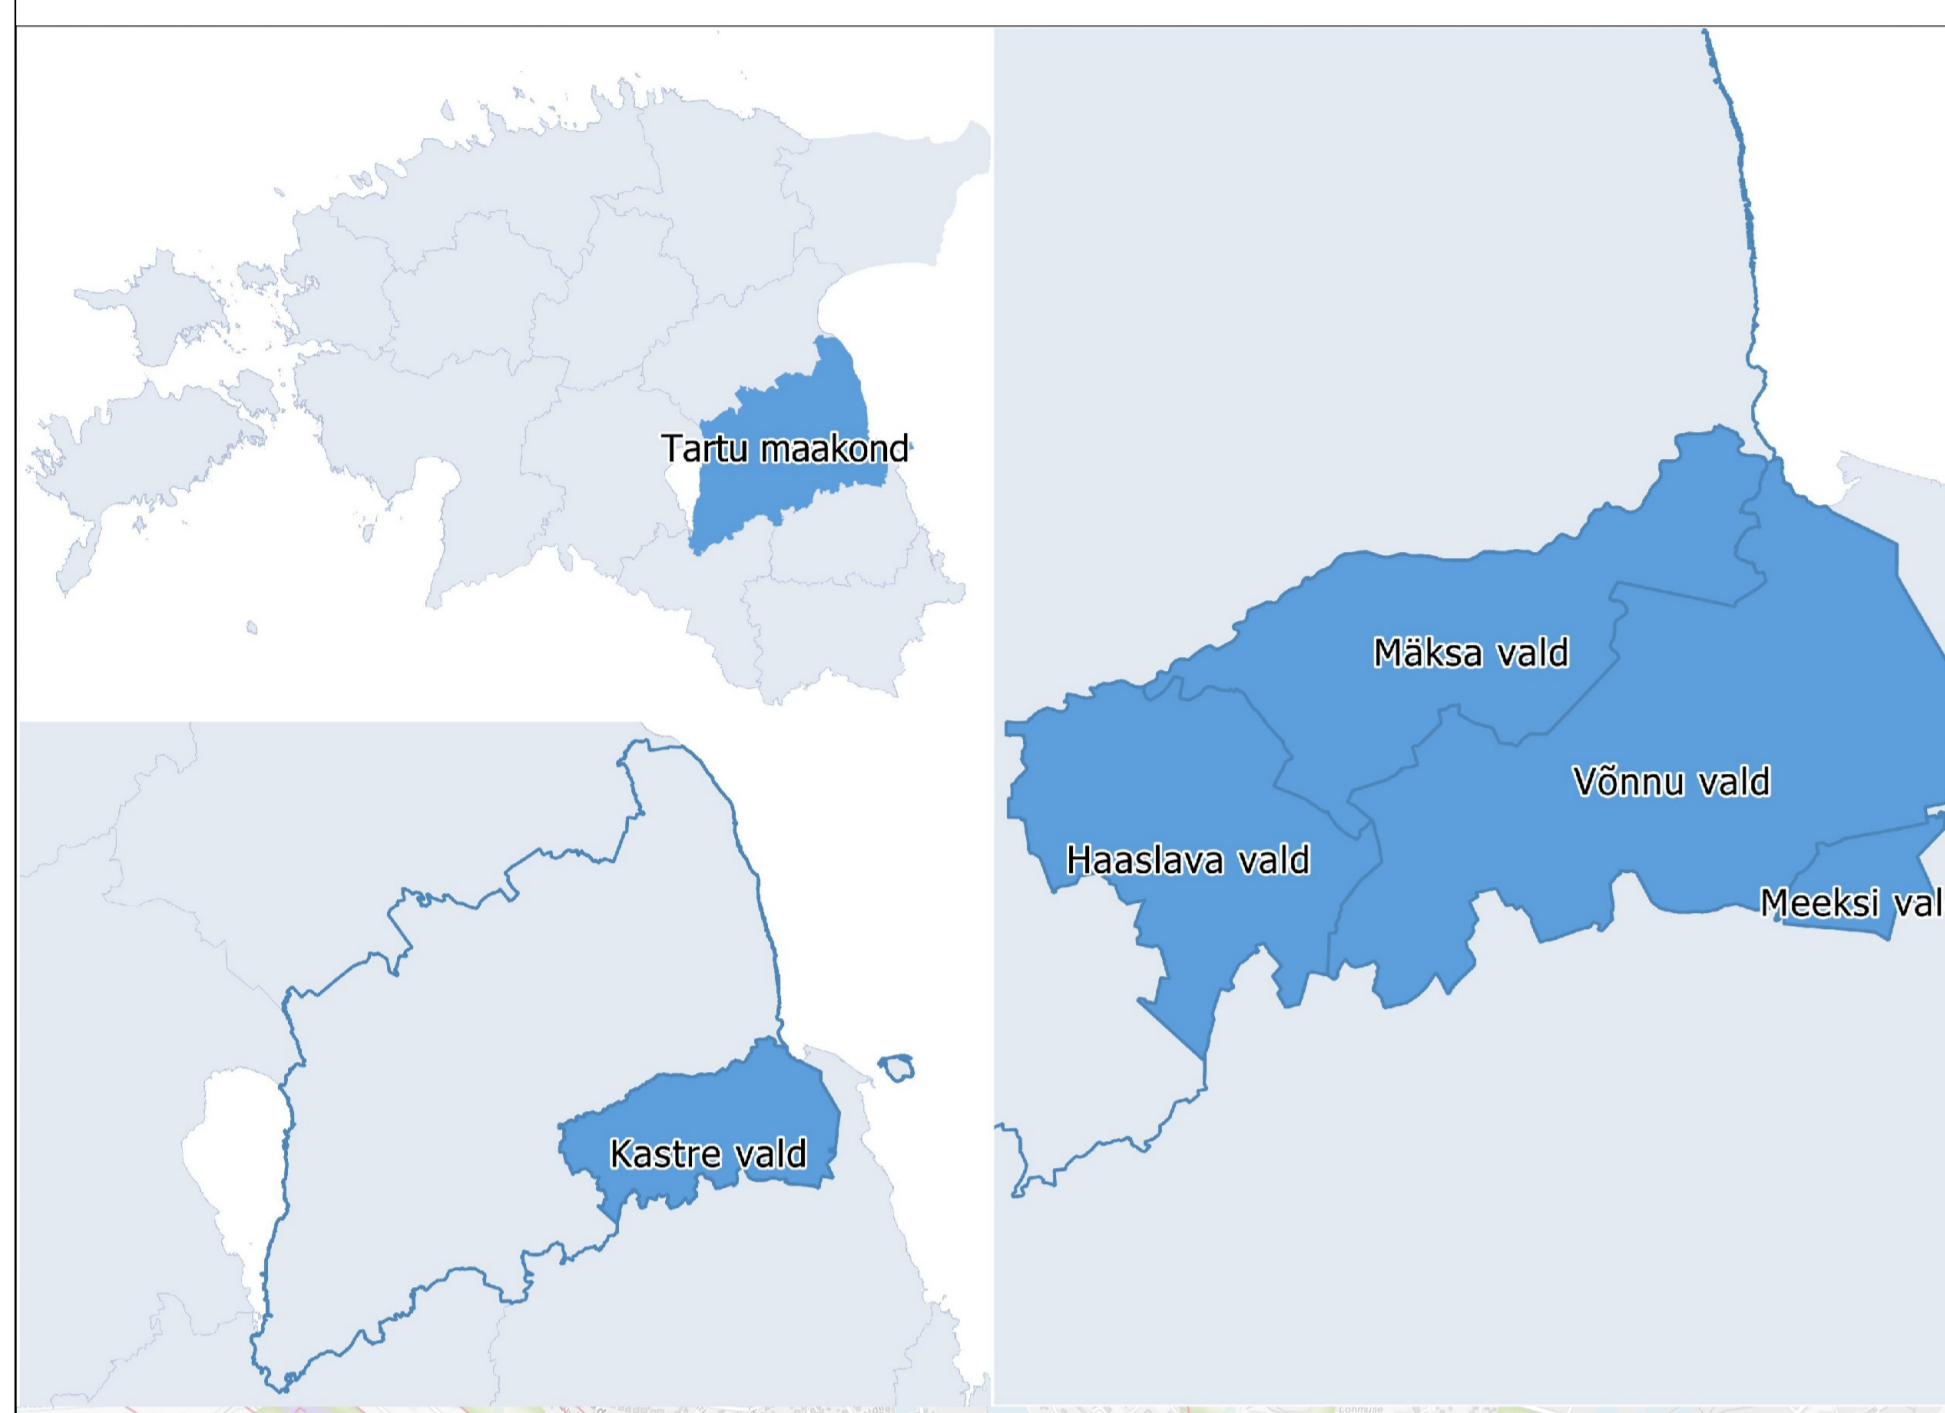 Tartu maakond
Kastre vald
Mäksa vald
Võnnu vald
Haaslava vald
Meeksi val